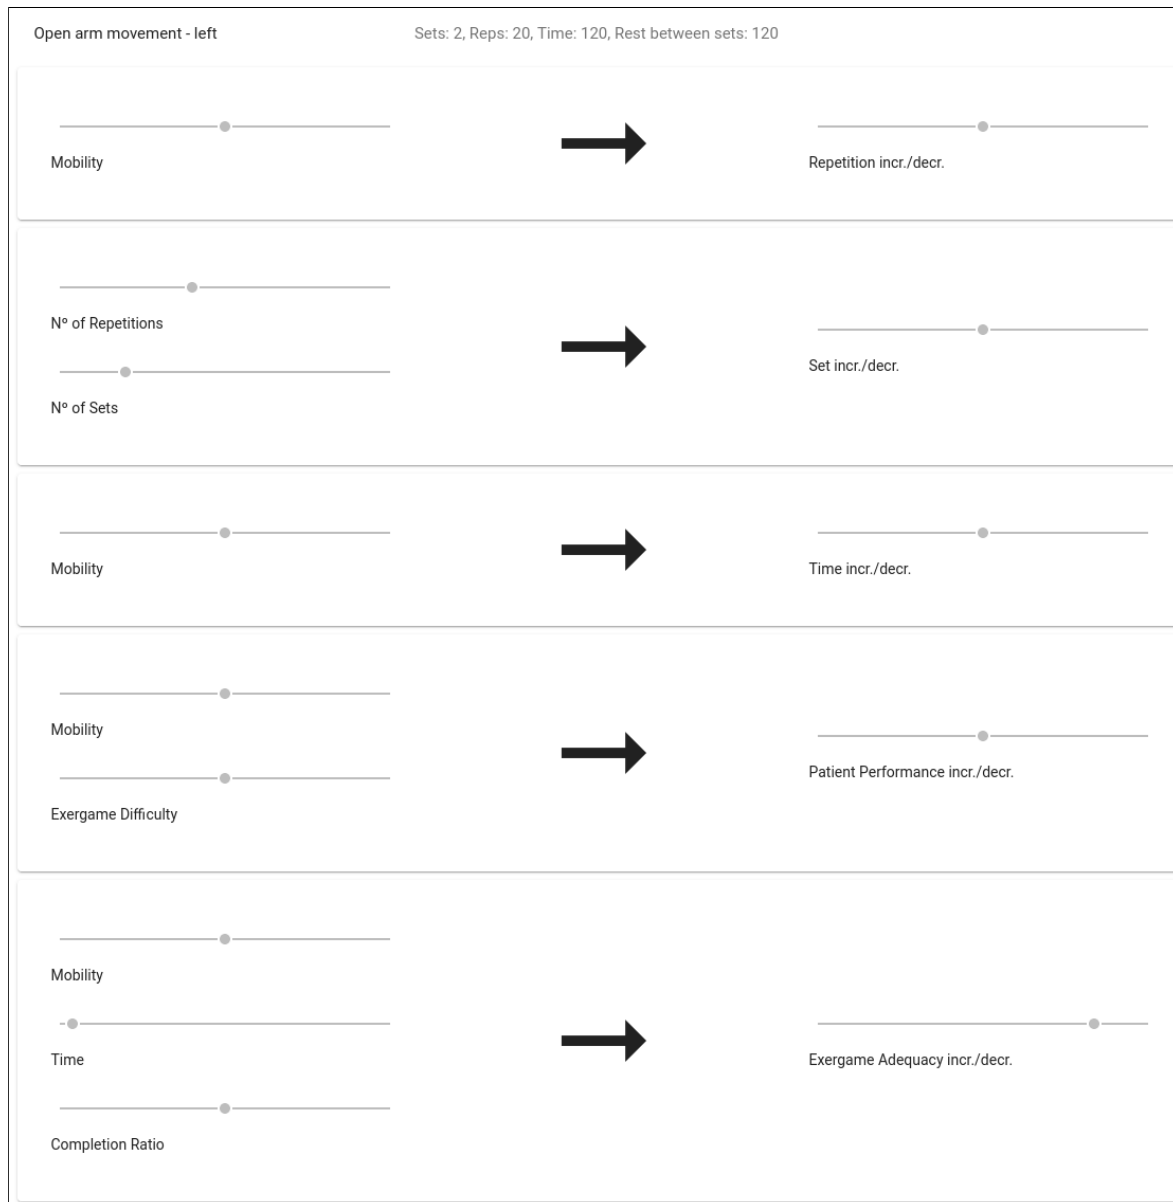 Open arm movement - left
Sets: 2, Reps: 20, Time: 120, Rest between sets: 120
Mobility
Repetition incr./decr.
Nº of Repetitions
Nº of Sets
Set incr./decr.
Mobility
Time incr./decr.
Mobility
Exergame Difficulty
Patient Performance incr./decr.
Mobility
Time
Completion Ratio
Exergame Adequacy incr./decr.